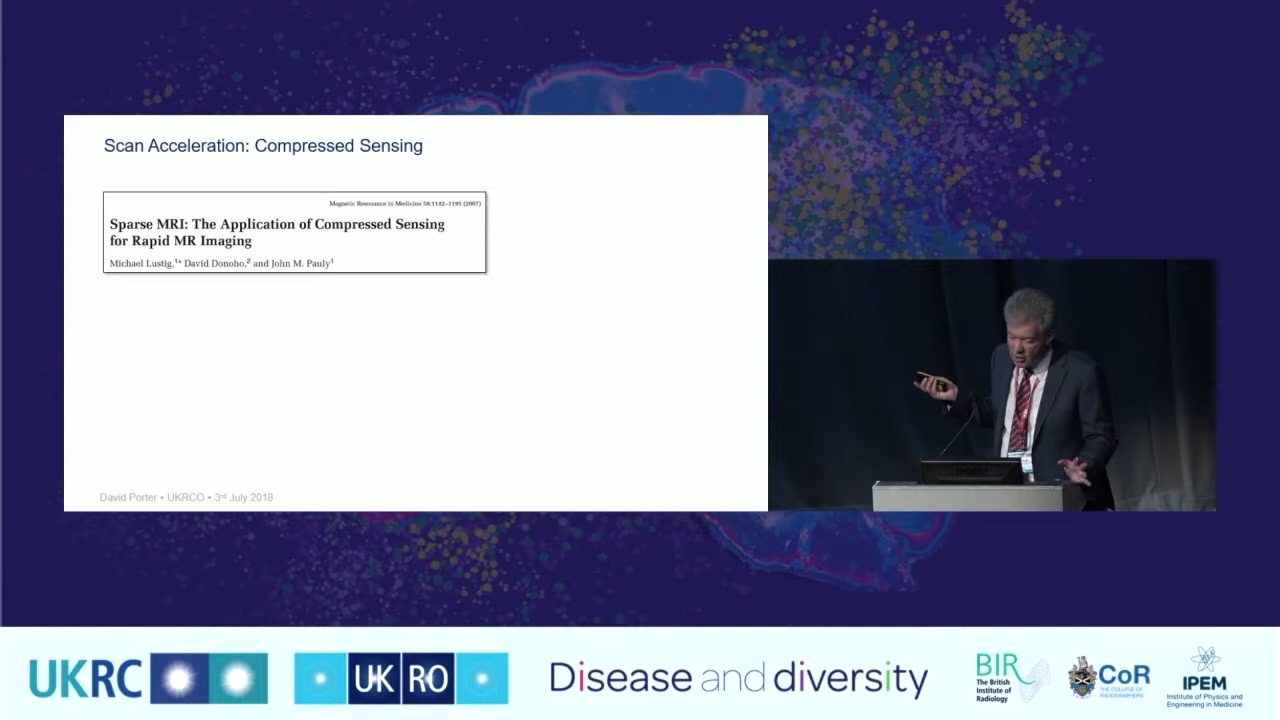 Scan Acceleration: Compressed Sensing
Magnetic Resonance in Medicine 58:1182–1195 (2007)
Sparse MRI: The Application of Compressed Sensing
for Rapid MR Imaging
Michael Lustig,1* David Donoho,2 and John M. Pauly1
David Porter • UKRCO • 3rd July 2018
UKRC
UKRO
Disease and diversity
BIR
The British
Institute of
Radiology
CoR
THE COLLEGE OF
RADIOGRAPHERS
IPEM
Institute of Physics and
Engineering in Medicine